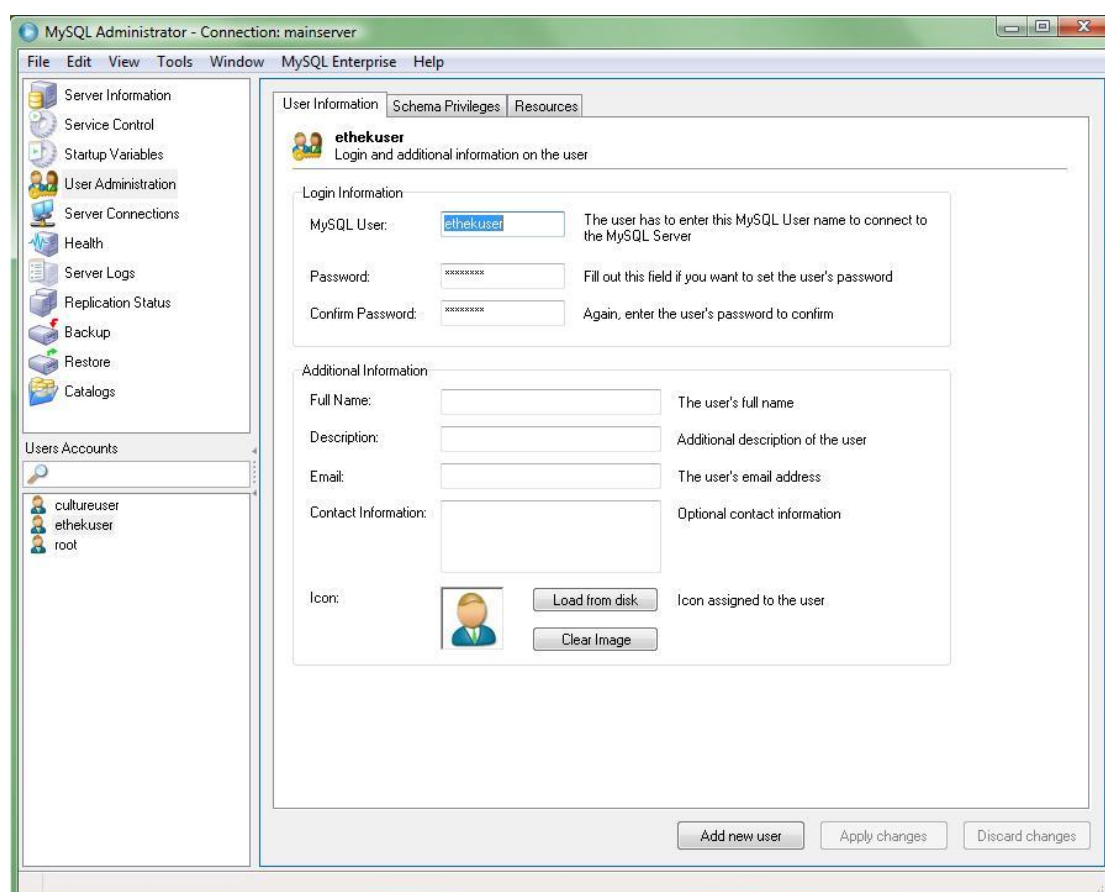 MySQL Administrator - Connection: mainserver
File Edit View Tools Window MySQL Enterprise Help
Server Information
Service Control
Startup Variables
User Administration
Server Connections
Health
Server Logs
Replication Status
Backup
Restore
Catalogs
Users Accounts
cultureuser
ethekuser
root
User Information Schema Privileges Resources
ethekuser
Login and additional information on the user
Login Information
MySQL User: ethekuser The user has to enter this MySQL User name to connect to
the MySQL Server
Password: ******** Fill out this field if you want to set the user's password
Confirm Password: ******** Again, enter the user's password to confirm
Additional Information
Full Name: The user's full name
Description: Additional description of the user
Email: The user's email address
Contact Information: Optional contact information
Icon: Load from disk Icon assigned to the user
Clear Image
Add new user Apply changes Discard changes